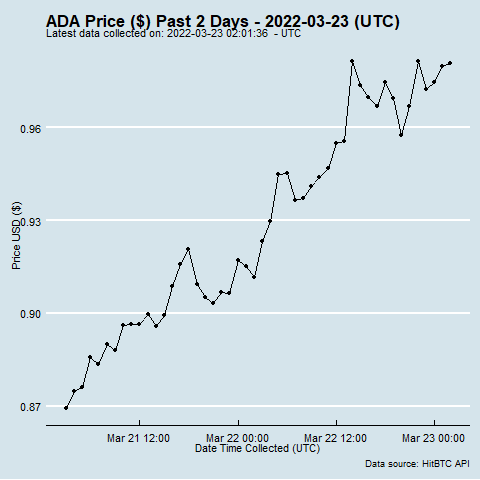 ADA Price ($) Past 2 Days - 2022-03-23 (UTC)
Latest data collected on: 2022-03-23 02:01:36 - UTC
0.96
0.93
0.90
0.87
Price USD ($)
Mar 21 12:00 Mar 22 00:00 Mar 22 12:00 Mar 23 00:00
Date Time Collected (UTC)
Data source: HitBTC API